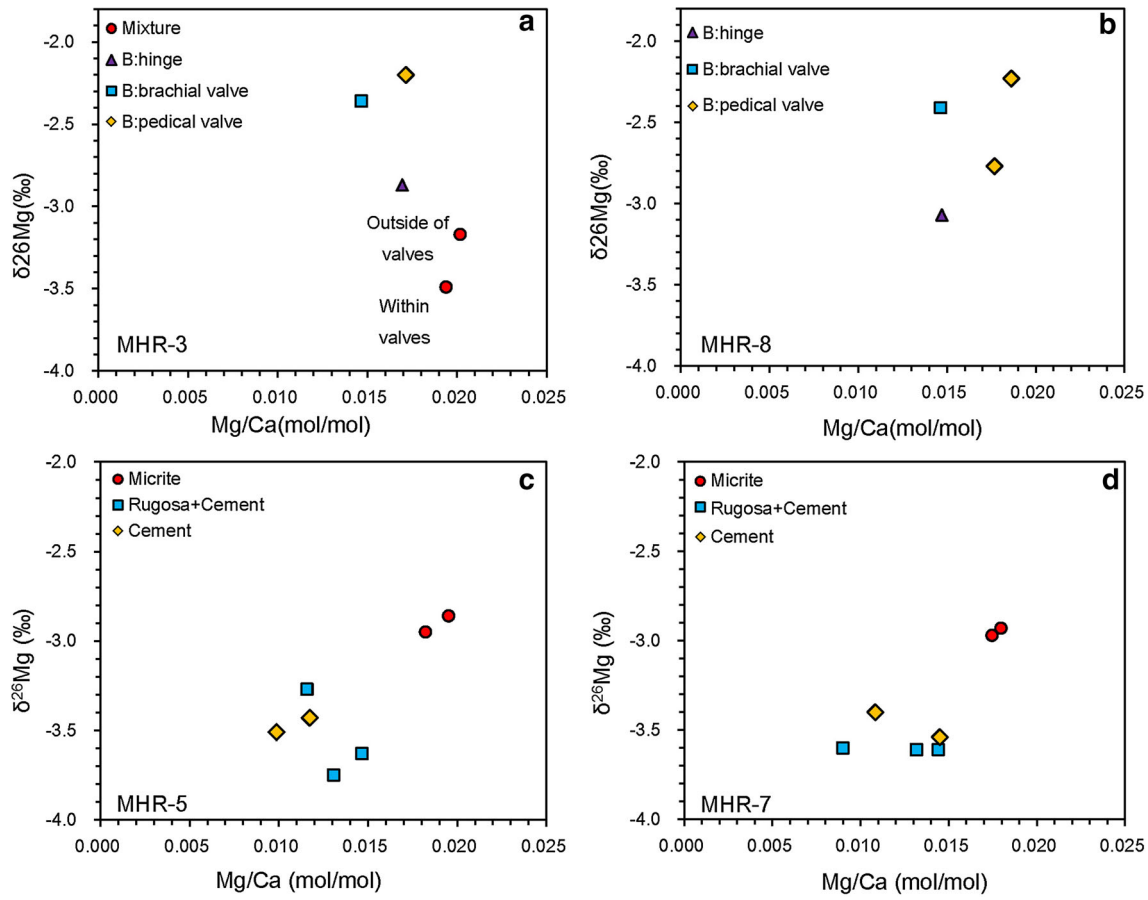 a
Mixture
B:hinge
B:brachial valve
B:pedical valve
-2.0
-2.5
-3.0
-3.5
-4.0
δ26Mg(‰)
Outside of
valves
Within
valves
MHR-3
0.000 0.005 0.010 0.015 0.020 0.025
Mg/Ca(mol/mol)
b
B:hinge
B:brachial valve
B:pedical valve
-2.0
-2.5
-3.0
-3.5
-4.0
δ26Mg(‰)
MHR-8
0.000 0.005 0.010 0.015 0.020 0.025
Mg/Ca(mol/mol)
c
Micrite
Rugosa+Cement
Cement
-2.0
-2.5
-3.0
-3.5
-4.0
δ²⁶Mg (‰)
MHR-5
0.000 0.005 0.010 0.015 0.020 0.025
Mg/Ca (mol/mol)
d
Micrite
Rugosa+Cement
Cement
-2.0
-2.5
-3.0
-3.5
-4.0
δ²⁶Mg (‰)
MHR-7
0.000 0.005 0.010 0.015 0.020 0.025
Mg/Ca (mol/mol)